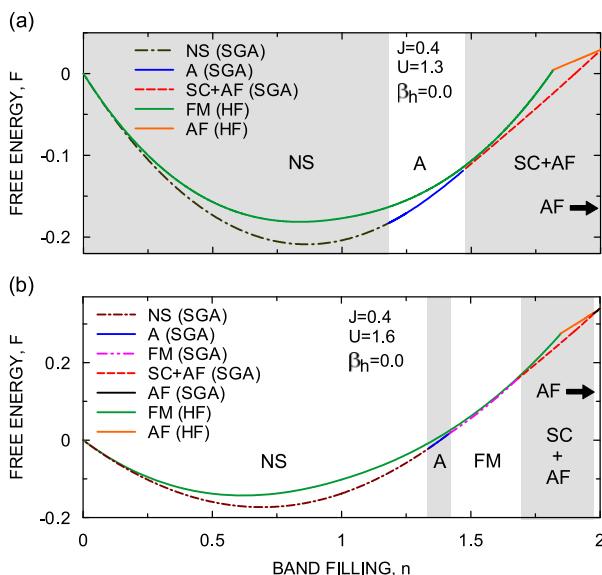 (a)
NS (SGA)
A (SGA)
SC+AF (SGA)
FM (HF)
AF (HF)
J=0.4
U=1.3
βh=0.0
FREE ENERGY, F
0
-0.1
-0.2
NS
A
SC+AF
AF
(b)
NS (SGA)
A (SGA)
FM (SGA)
SC+AF (SGA)
AF (SGA)
FM (HF)
AF (HF)
J=0.4
U=1.6
βh=0.0
FREE ENERGY, F
0.2
0
-0.2
NS
A
FM
AF
SC
+
AF
0
0.5
1
1.5
2
BAND FILLING, n